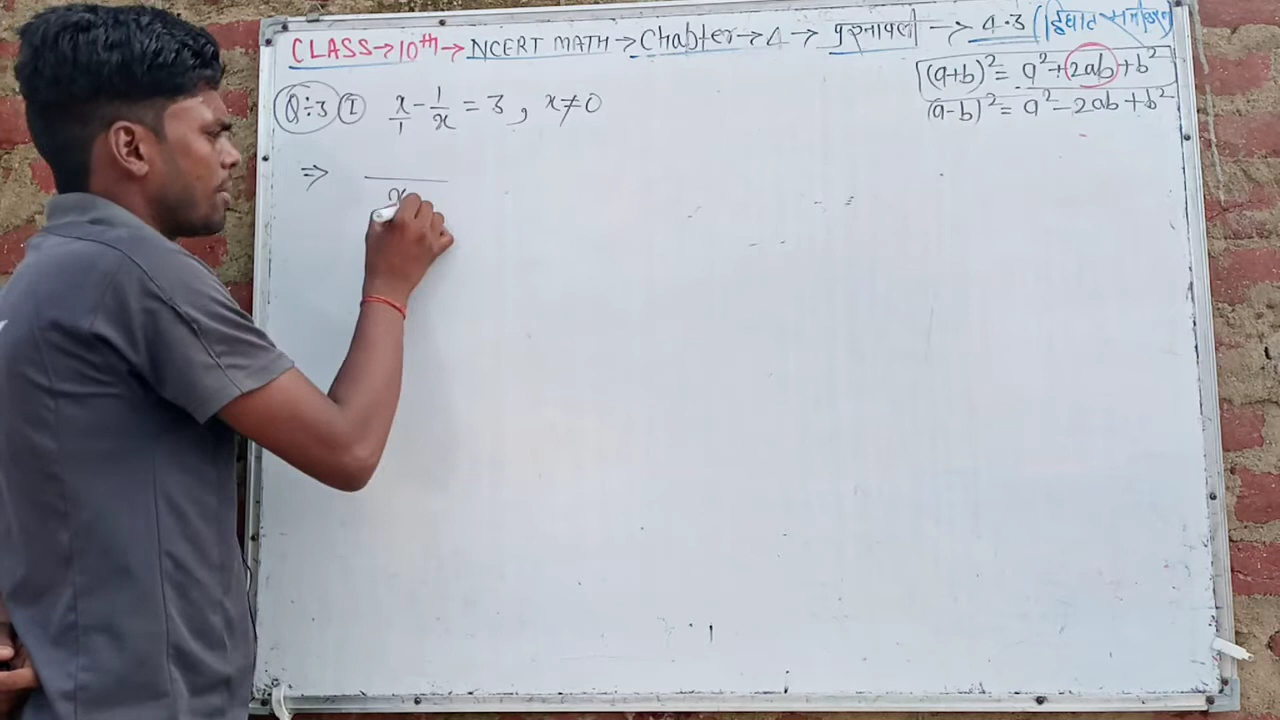 CLASS→10th→NCERT MATH→Chapter→4→ प्रश्नावली → 4.3 (द्विघात समीकरण)
(a+b)²= a²+2ab+b²
(a-b)²= a²-2ab+b²
Q÷3 (I) x/1 - 1/x = 3, x≠0
⇒ x